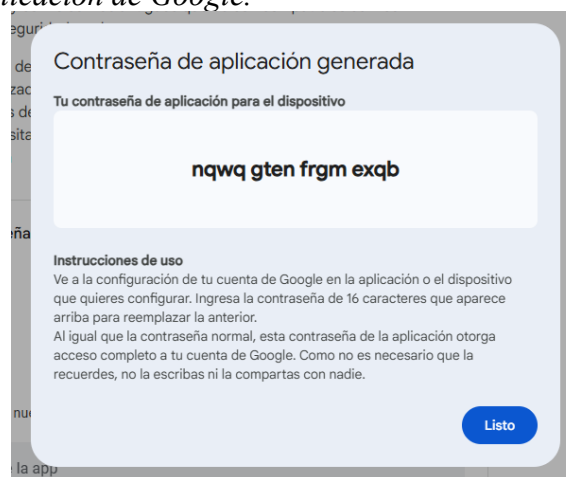 licación de Google.
Contraseña de aplicación generada
Tu contraseña de aplicación para el dispositivo
nqwq gten frgm exqb
Instrucciones de uso
Ve a la configuración de tu cuenta de Google en la aplicación o el dispositivo
que quieres configurar. Ingresa la contraseña de 16 caracteres que aparece
arriba para reemplazar la anterior.
Al igual que la contraseña normal, esta contraseña de la aplicación otorga
acceso completo a tu cuenta de Google. Como no es necesario que la
recuerdes, no la escribas ni la compartas con nadie.
Listo
la app